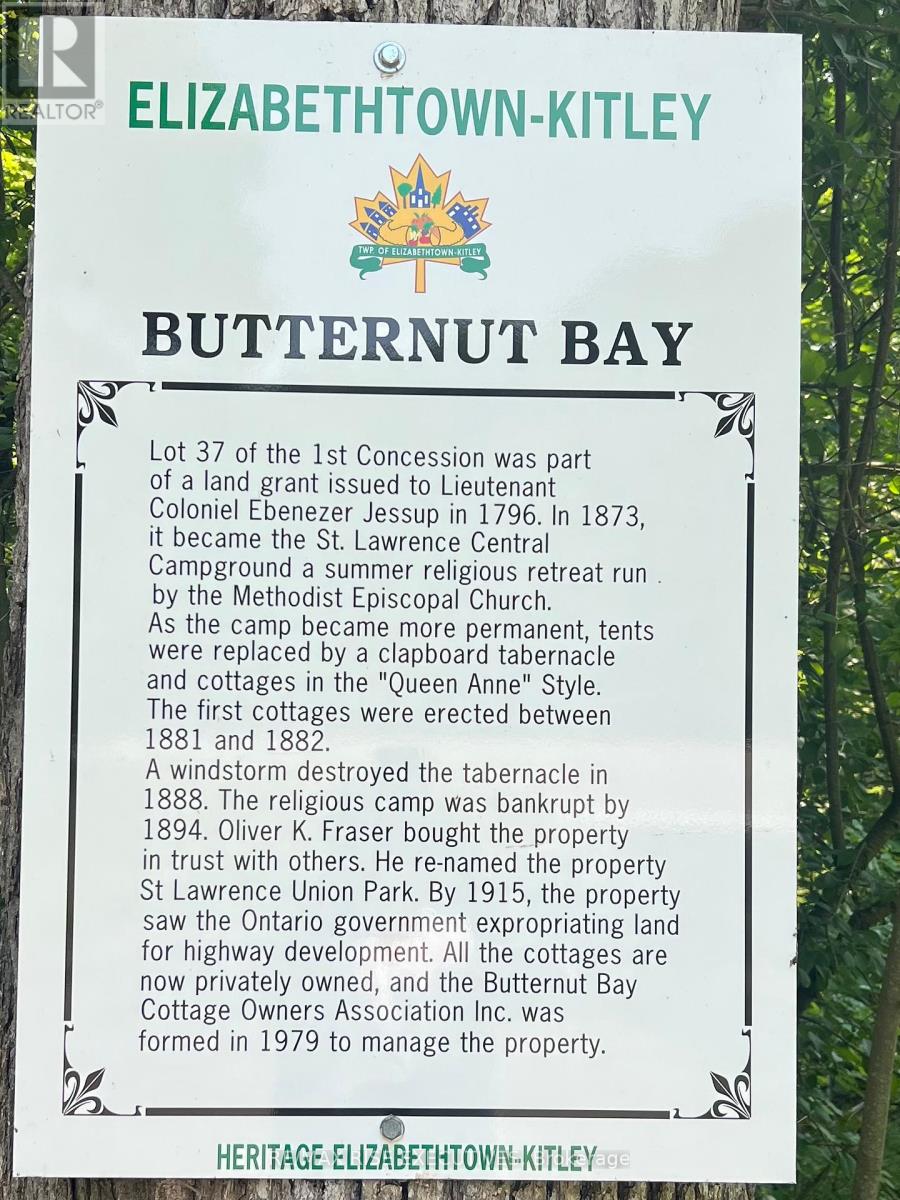 REALTOR®
ELIZABETHTOWN-KITLEY
TWP. OF ELIZABETHTOWN-KITLEY
BUTTERNUT BAY
Lot 37 of the 1st Concession was part
of a land grant issued to Lieutenant
Coloniel Ebenezer Jessup in 1796. In 1873,
it became the St. Lawrence Central
Campground a summer religious retreat run .
by the Methodist Episcopal Church.
As the camp became more permanent, tents
were replaced by a clapboard tabernacle
and cottages in the "Queen Anne" Style.
The first cottages were erected between
1881 and 1882.
A windstorm destroyed the tabernacle in
1888. The religious camp was bankrupt by
1894. Oliver K. Fraser bought the property
in trust with others. He re-named the property
St Lawrence Union Park. By 1915, the property
saw the Ontario government expropriating land
for highway development. All the cottages are
now privately owned, and the Butternut Bay
Cottage Owners Association Inc. was
formed in 1979 to manage the property.
HERITAGE ELIZABETHTOWN-KITLEY
Brokerage